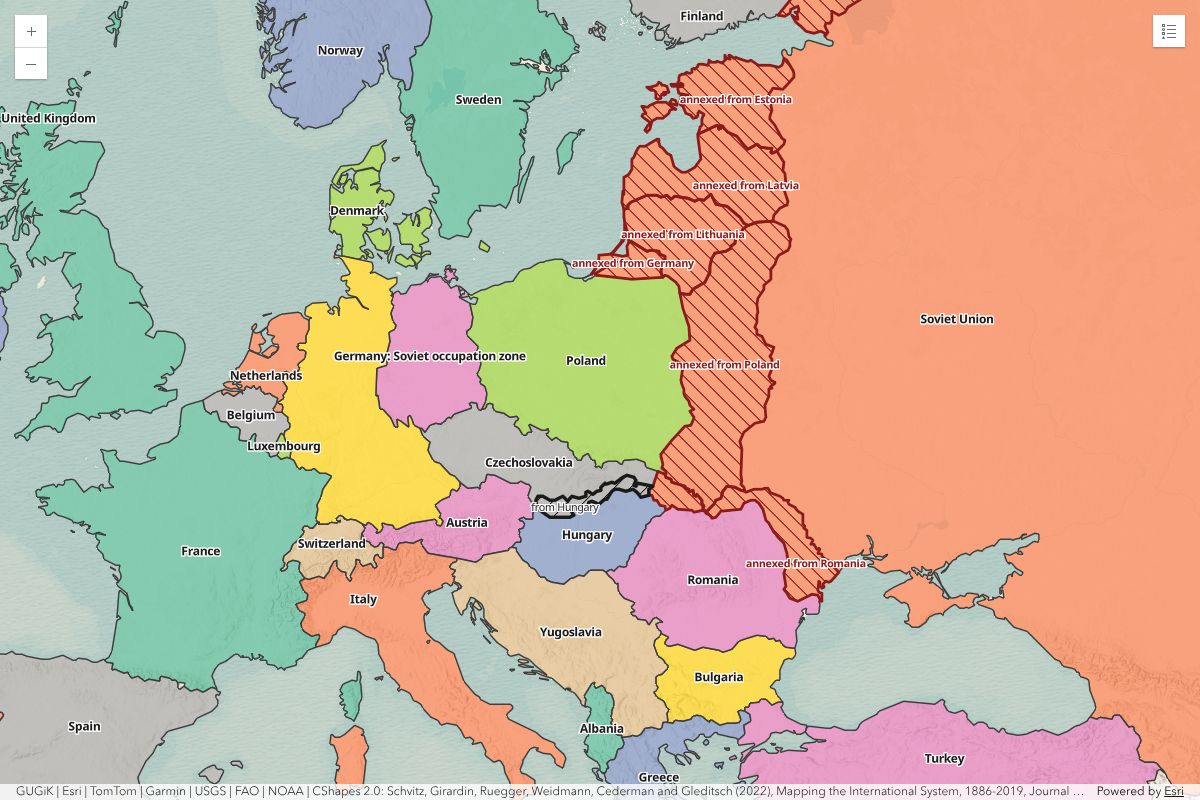 Finland
Norway
Sweden
annexed from Estonia
United Kingdom
annexed from Latvia
Denmark
annexed from Lithuania
annexed from Germany
Soviet Union
Germany: Soviet occupation zone
Poland
annexed from Poland
Netherlands
Belgium
Luxembourg
Czechoslovakia
from Hungary
Austria
Hungary
Switzerland
France
annexed from Romania
Romania
Italy
Yugoslavia
Bulgaria
Spain
Albania
Turkey
Greece
GUGiK | Esri | TomTom | Garmin | USGS | FAO | NOAA | CShapes 2.0: Schvitz, Girardin, Ruegger, Weidmann, Cederman and Gleditsch (2022), Mapping the International System, 1886-2019, Journal ... Powered by Esri